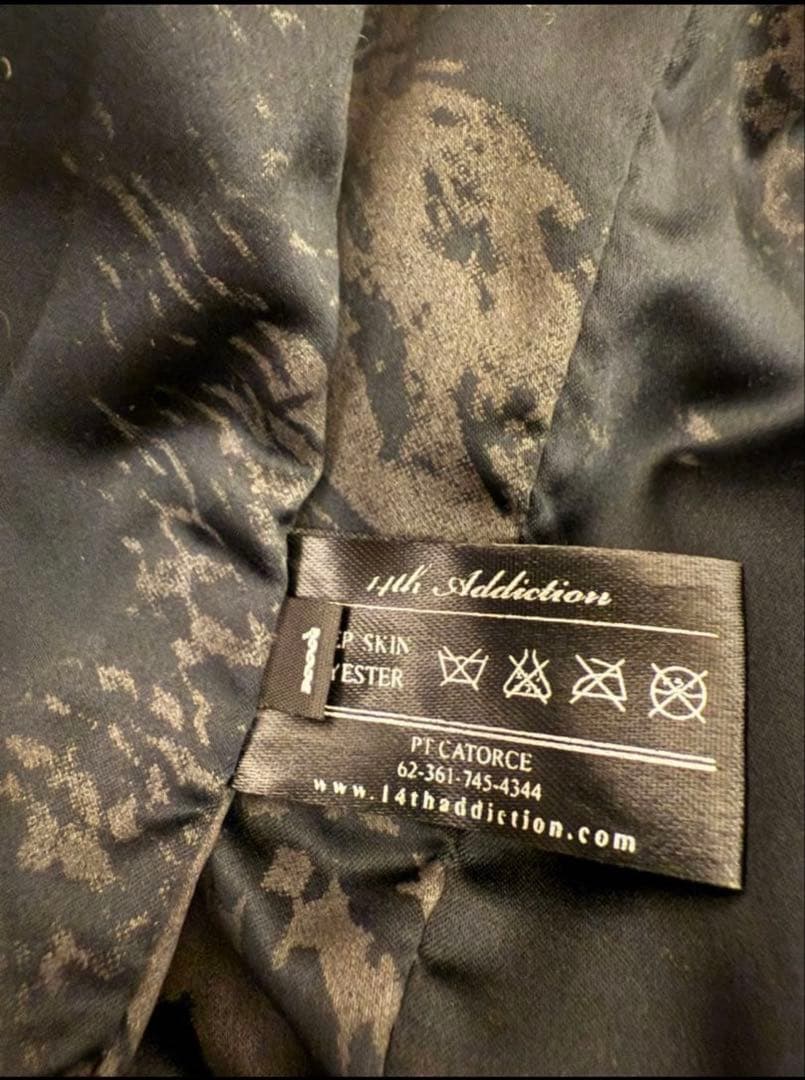 14th Addiction
EP SKIN
YESTER
1
PT CATORCE
62-361-745-4344
www.14thaddiction.com